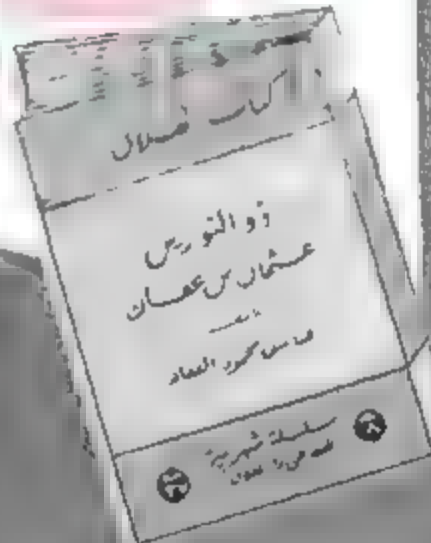 كتاب الهلال
ذو النورين
عثمان بن عفان
عباس محمود العقاد
سلسلة شهرية